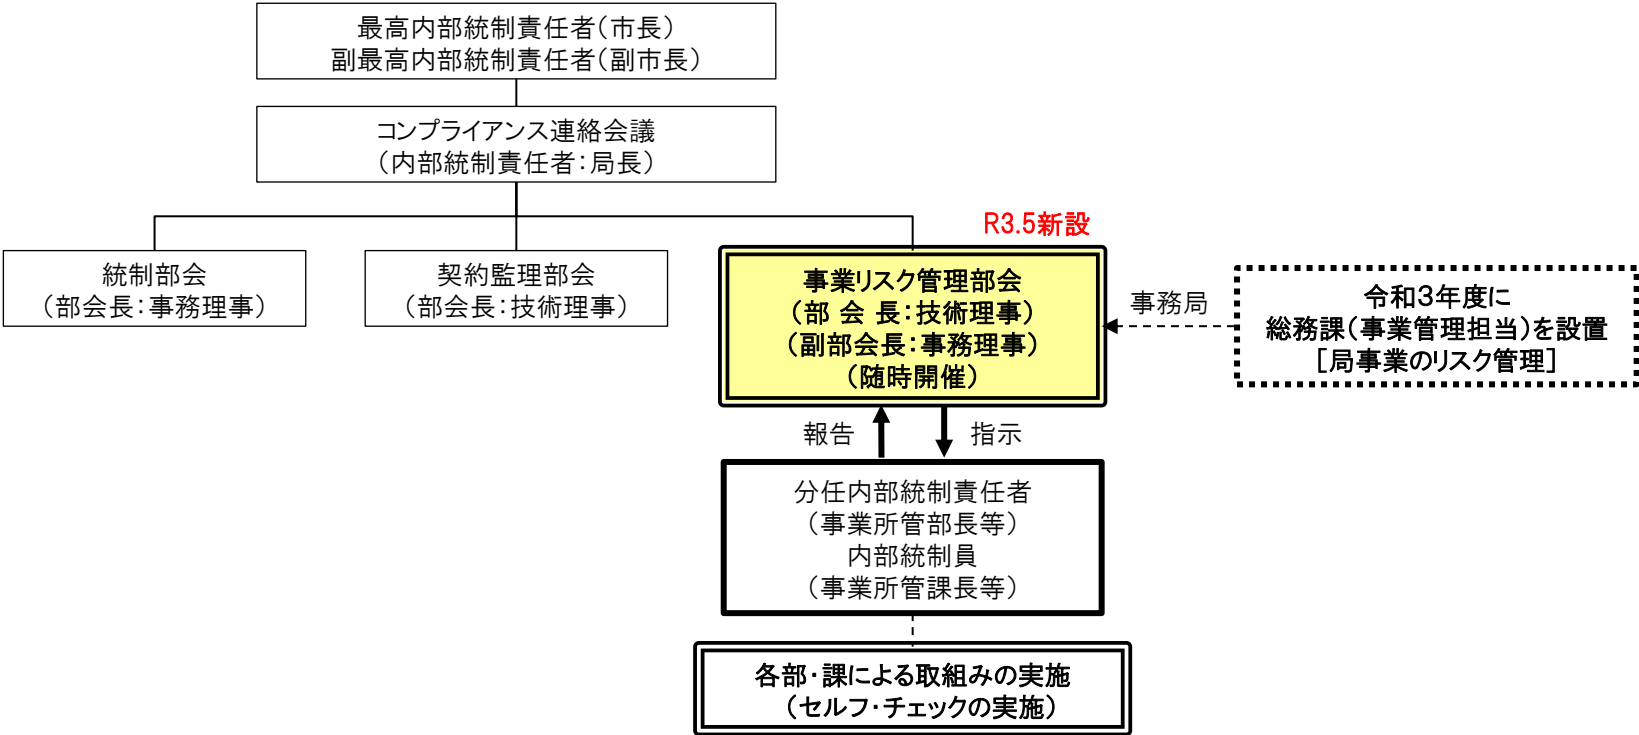 最高内部統制責任者（市長）
副最高内部統制責任者（副市長）
コンプライアンス連絡会議
（内部統制責任者：局長）
R3.5新設
統制部会
（部会長：事務理事）
契約監理部会
（部会長：技術理事）
事業リスク管理部会
（部 会 長：技術理事）
（副部会長：事務理事）
（随時開催）
事務局
令和３年度に
総務課（事業管理担当）を設置
［局事業のリスク管理］
報告
指示
分任内部統制責任者
（事業所管部長等）
内部統制員
（事業所管課長等）
各部・課による取組みの実施
（セルフ・チェックの実施）